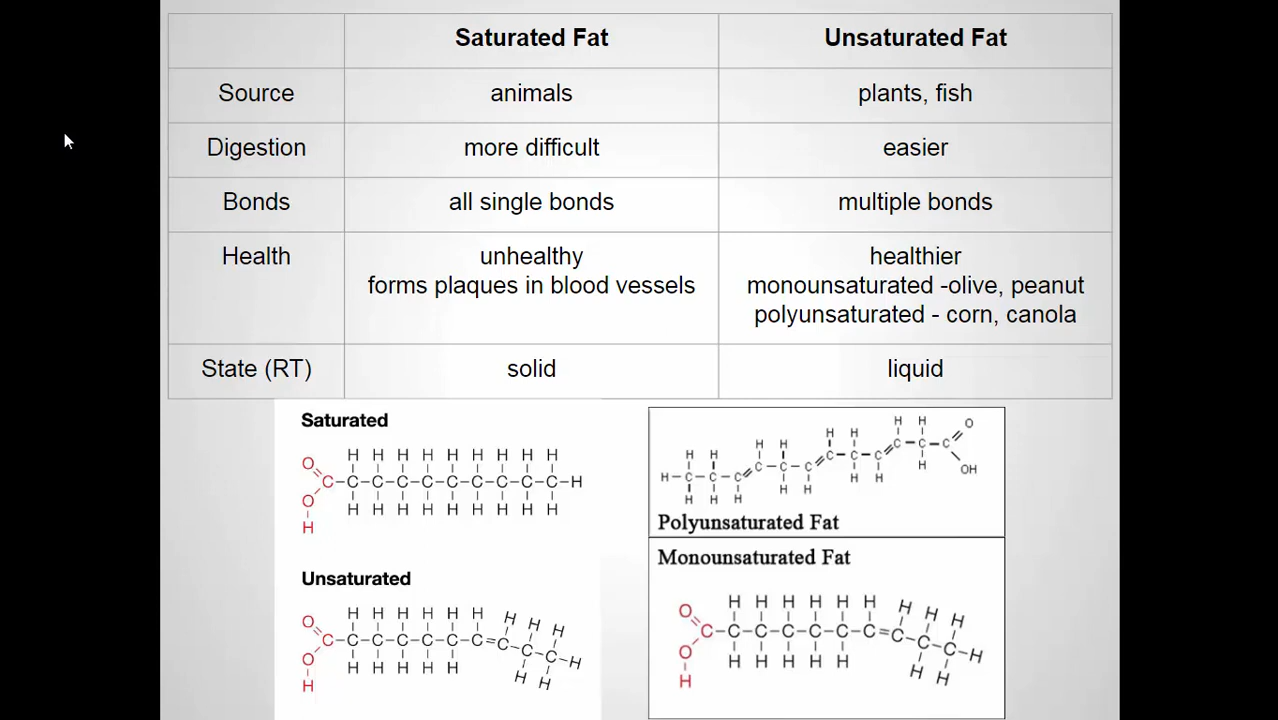 Saturated Fat Unsaturated Fat
Source animals plants, fish
Digestion more difficult easier
Bonds all single bonds multiple bonds
Health unhealthy healthier
forms plaques in blood vessels monounsaturated -olive, peanut
polyunsaturated - corn, canola
State (RT) solid liquid
Saturated
H H H H H H H H H
O
C C C C C C C C C C H
O
H H H H H H H H H
H
Unsaturated
H H H H H H H H H
O
C C C C C C C C C C H
O
H H H H H H H
H
H H O
H H
H H
H H
H C C C C C C C C C C C C
H OH
H H
H H
H H H
Polyunsaturated Fat
Monounsaturated Fat
H H H H H H H H H
O
C C C C C C C C C C H
O
H H H H H H H
H